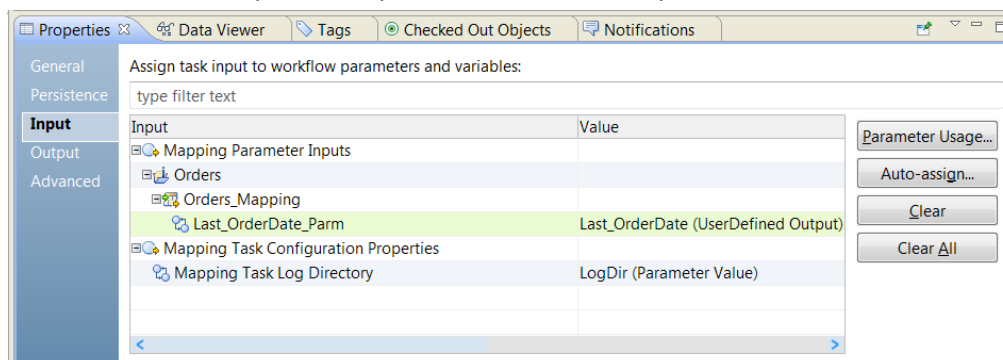 Properties Data Viewer Tags Checked Out Objects Notifications
General
Persistence
Input
Output
Advanced
Assign task input to workflow parameters and variables:
type filter text
Input Value
Mapping Parameter Inputs
Orders
Orders_Mapping
Last_OrderDate_Parm Last_OrderDate (UserDefined Output)
Mapping Task Configuration Properties
Mapping Task Log Directory LogDir (Parameter Value)
Parameter Usage...
Auto-assign...
Clear
Clear All